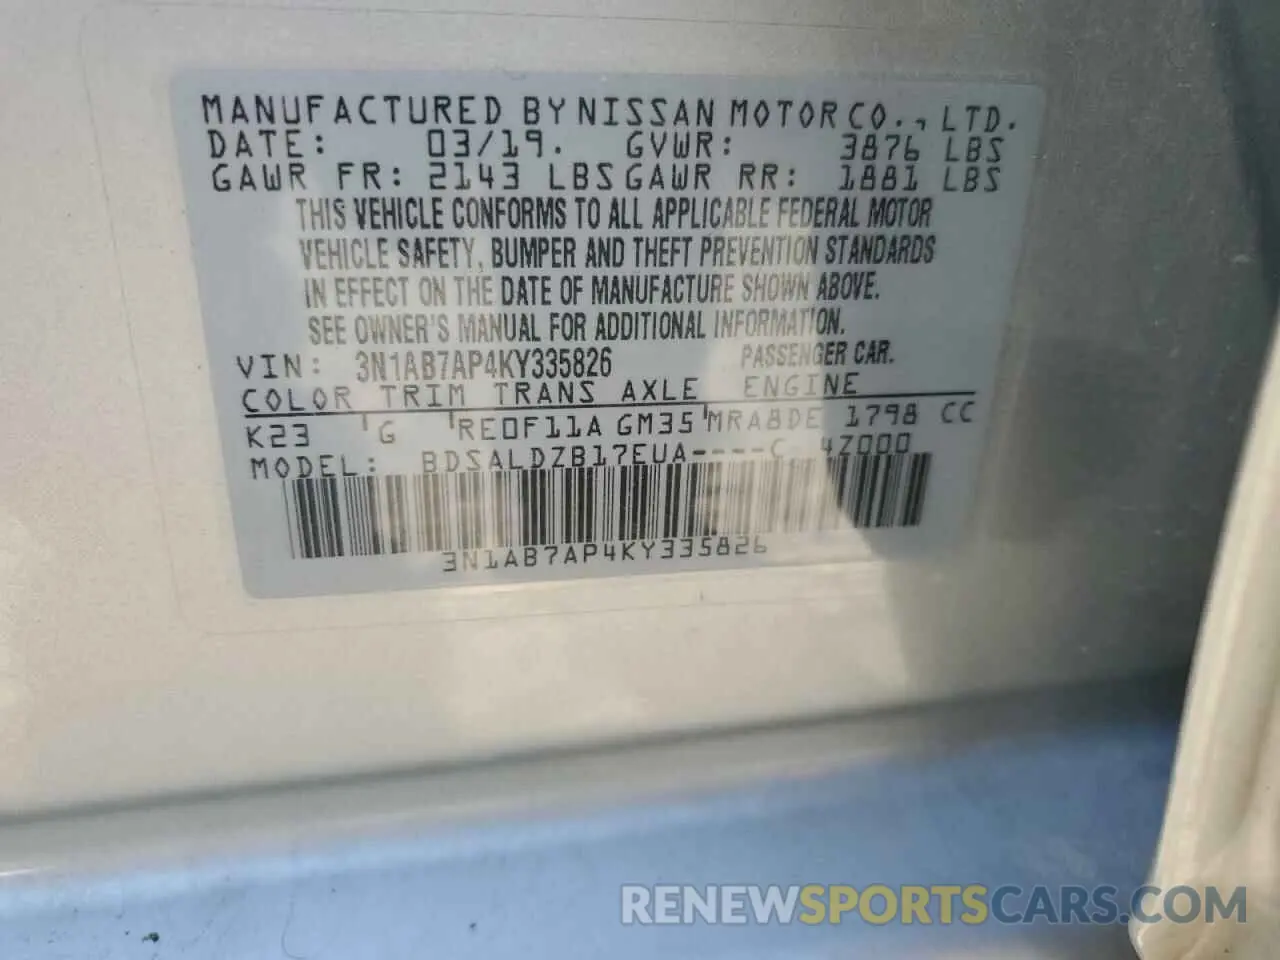 MANUFACTURED BY NISSAN MOTOR CO., LTD.
DATE: 03/19. GVWR: 3876 LBS
GAWR FR: 2143 LBS GAWR RR: 1881 LBS
THIS VEHICLE CONFORMS TO ALL APPLICABLE FEDERAL MOTOR
VEHICLE SAFETY, BUMPER AND THEFT PREVENTION STANDARDS
IN EFFECT ON THE DATE OF MANUFACTURE SHOWN ABOVE.
SEE OWNER'S MANUAL FOR ADDITIONAL INFORMATION.
VIN: 3N1AB7AP4KY335826 PASSENGER CAR.
COLOR TRIM TRANS AXLE ENGINE
K23 G RE0F11A GM35 MRA8DE 1798 CC
MODEL: BDSALDZB17EUA----C 4Z000
3N1AB7AP4KY335826
RENEWSPORTSCARS.COM